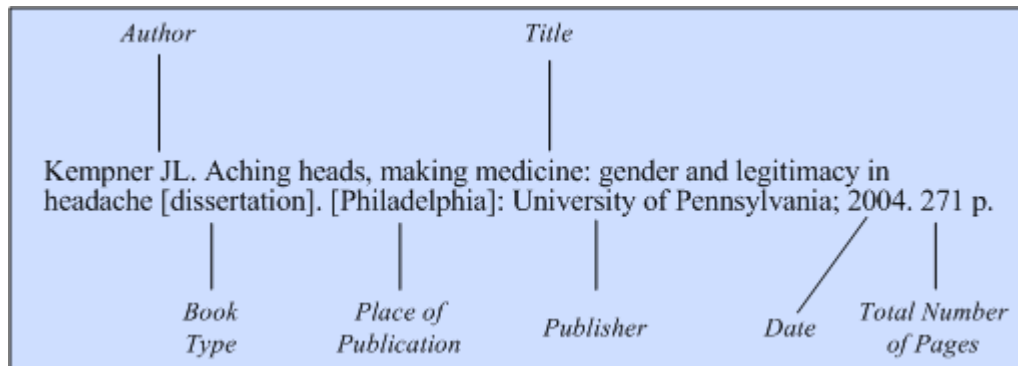 Author Title
Kempner JL. Aching heads, making medicine: gender and legitimacy in
headache [dissertation]. [Philadelphia]: University of Pennsylvania; 2004. 271 p.
Book Place of Publisher Date Total Number
Type Publication of Pages